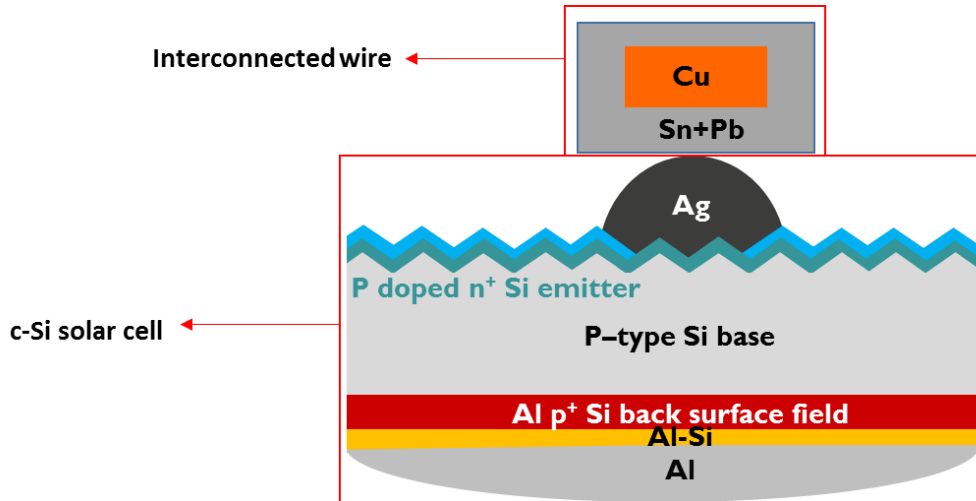 Interconnected wire
Cu
Sn+Pb
Ag
P doped n⁺ Si emitter
c-Si solar cell
P–type Si base
Al p⁺ Si back surface field
Al-Si
Al